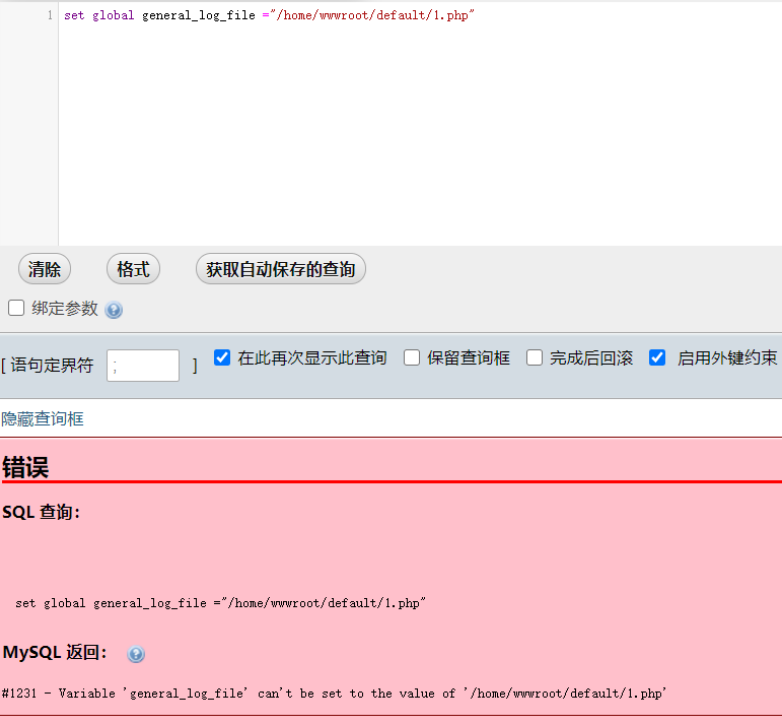 1 set global general_log_file ="/home/wwwroot/default/1.php"
清除 格式 获取自动保存的查询
绑定参数
[ 语句定界符 ; ] 在此再次显示此查询 保留查询框 完成后回滚 启用外键约束
隐藏查询框
错误
SQL 查询：
set global general_log_file ="/home/wwwroot/default/1.php"
MySQL 返回：
#1231 - Variable 'general_log_file' can't be set to the value of '/home/wwwroot/default/1.php'